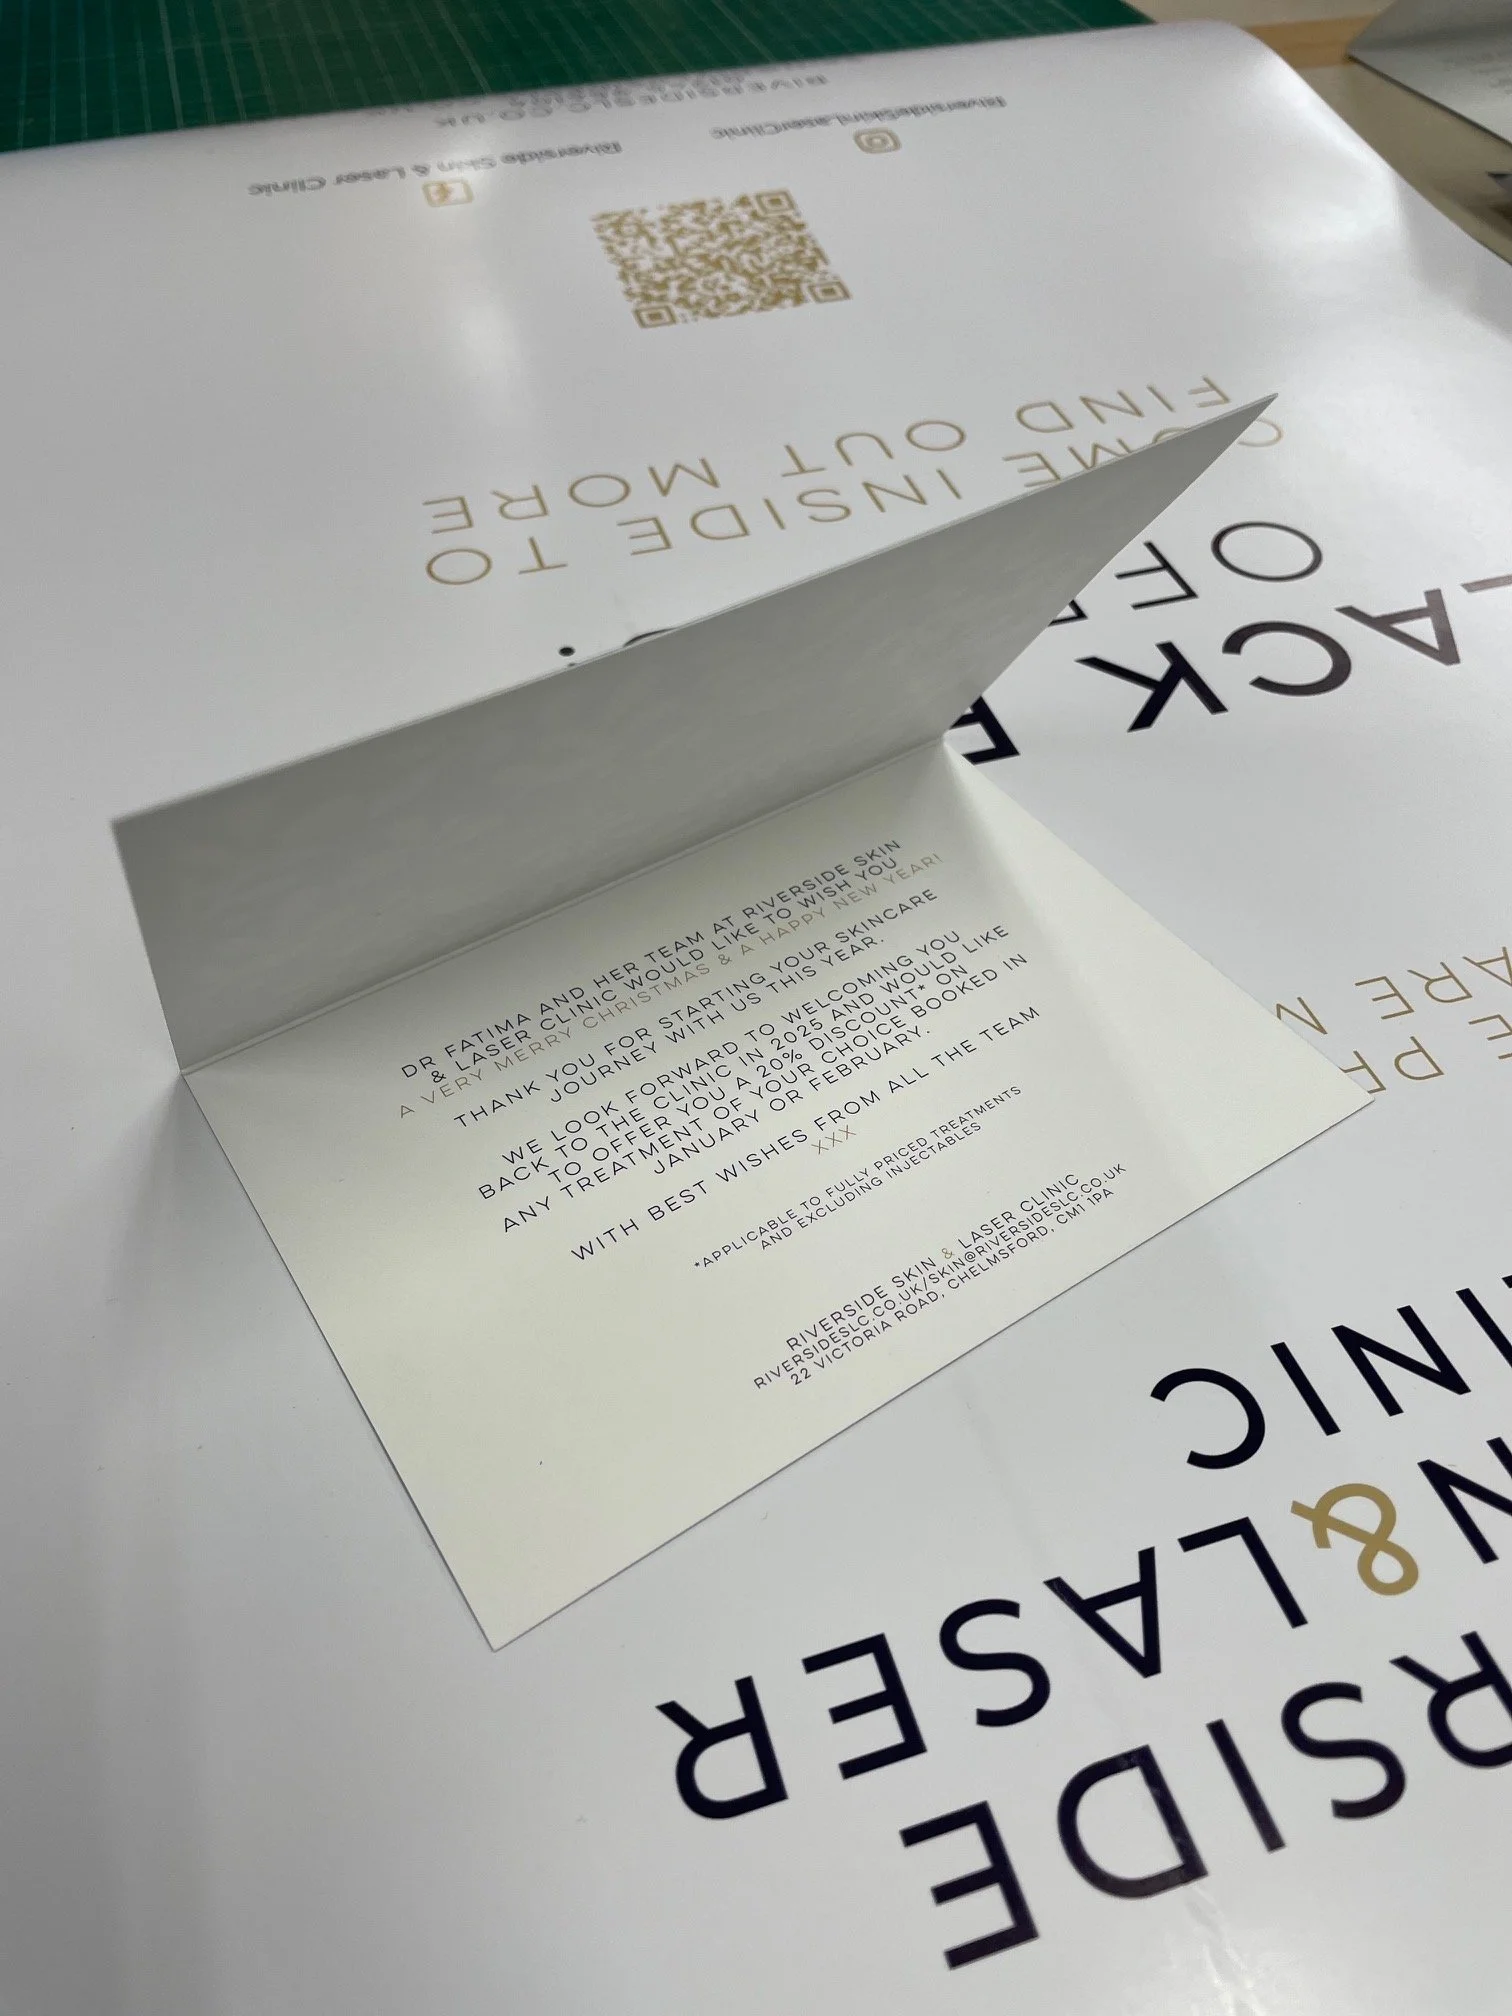 DR FATIMA AND HER TEAM AT RIVERSIDE SKIN
& LASER CLINIC WOULD LIKE TO WISH YOU
A VERY MERRY CHRISTMAS & A HAPPY NEW YEAR!
THANK YOU FOR STARTING YOUR SKINCARE
JOURNEY WITH US THIS YEAR.
WE LOOK FORWARD TO WELCOMING YOU
BACK TO THE CLINIC IN 2025 AND WOULD LIKE
TO OFFER YOU A 20% DISCOUNT* ON
ANY TREATMENT OF YOUR CHOICE BOOKED IN
JANUARY OR FEBRUARY.
WITH BEST WISHES FROM ALL THE TEAM
XXX
*APPLICABLE TO FULLY PRICED TREATMENTS
AND EXCLUDING INJECTABLES
RIVERSIDE SKIN & LASER CLINIC
RIVERSIDESLC.CO.UK/SKIN@RIVERSIDESLC.CO.UK
22 VICTORIA ROAD, CHELMSFORD, CM1 1PA
RSIDE
N & LASER
INIC
ARE M
E PR
LACK F
OFF
COME INSIDE TO
FIND OUT MORE
Riverside Skin & Laser Clinic
RiversideSkinLaserClinic
RIVERSIDESLC.CO.UK